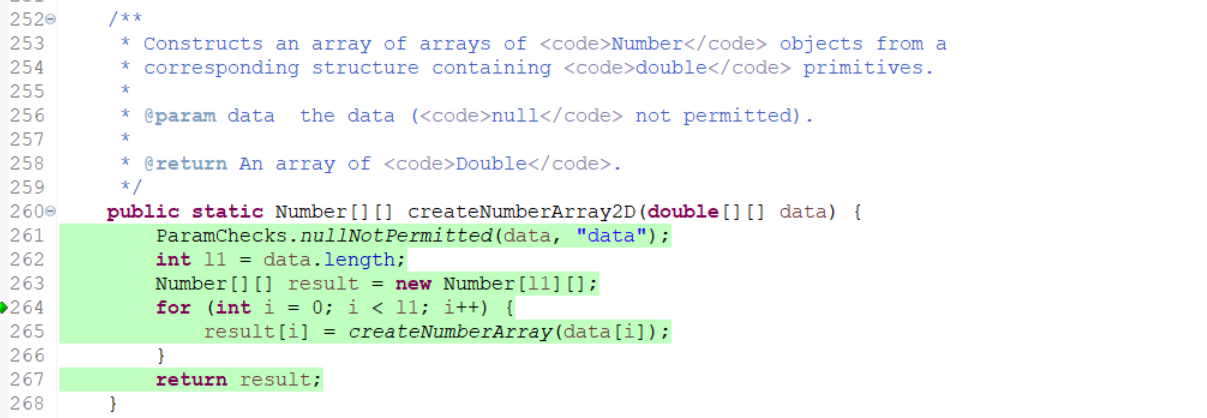 252 /**
253 * Constructs an array of arrays of <code>Number</code> objects from a
254 * corresponding structure containing <code>double</code> primitives.
255 *
256 * @param data  the data (<code>null</code> not permitted).
257 *
258 * @return An array of <code>Double</code>.
259 */
260 public static Number[][] createNumberArray2D(double[][] data) {
261 ParamChecks.nullNotPermitted(data, "data");
262 int l1 = data.length;
263 Number[][] result = new Number[l1][];
264 for (int i = 0; i < l1; i++) {
265 result[i] = createNumberArray(data[i]);
266 }
267 return result;
268 }